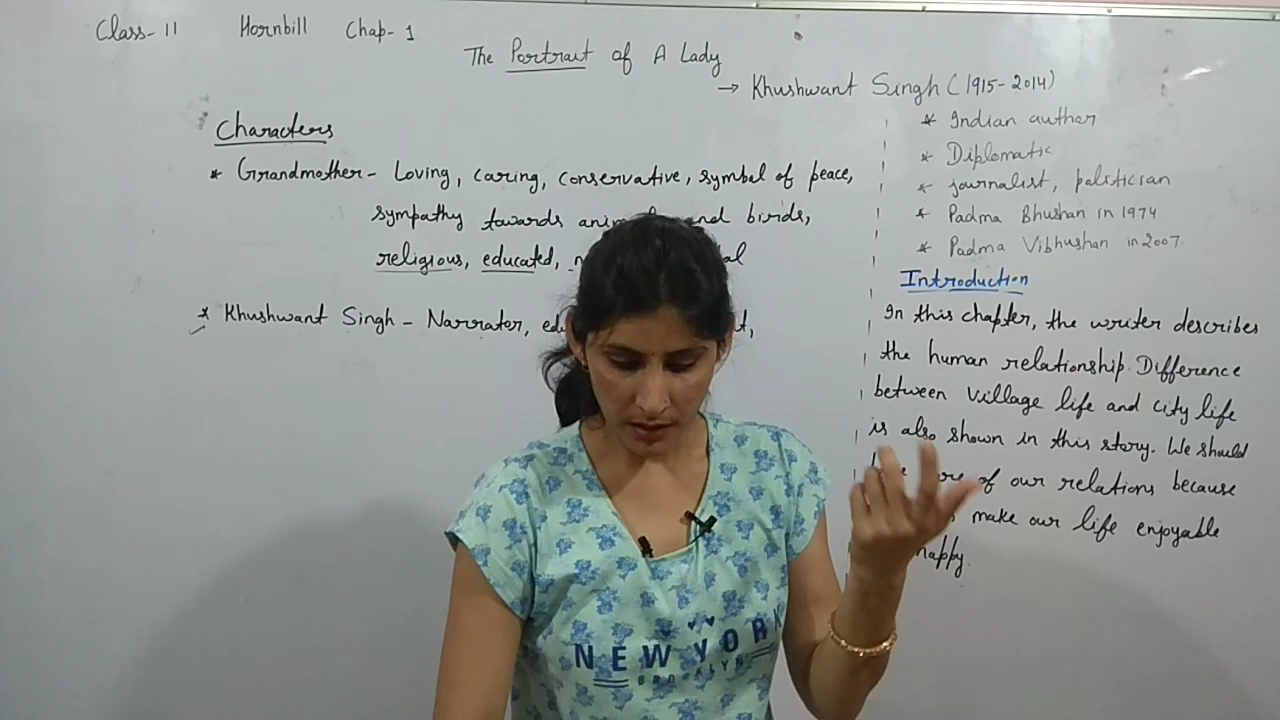 Class- 11 Hornbill Chap- 1
The Portrait of A Lady
→ Khushwant Singh (1915-2014)
* Indian author
* Diplomatic
* journalist, politician
* Padma Bhushan in 1974
* Padma Vibhushan in 2007
Characters
* Grandmother - Loving, caring, conservative, symbol of peace,
sympathy towards and birds,
religious, educated,
* Khushwant Singh - Narrator,
Introduction
In this chapter, the writer describes
the human relationship. Difference
between village life and city life
is also shown in this story. We should
of our relations because
make our life enjoyable
happy.
NEW YORK
BROOKLYN